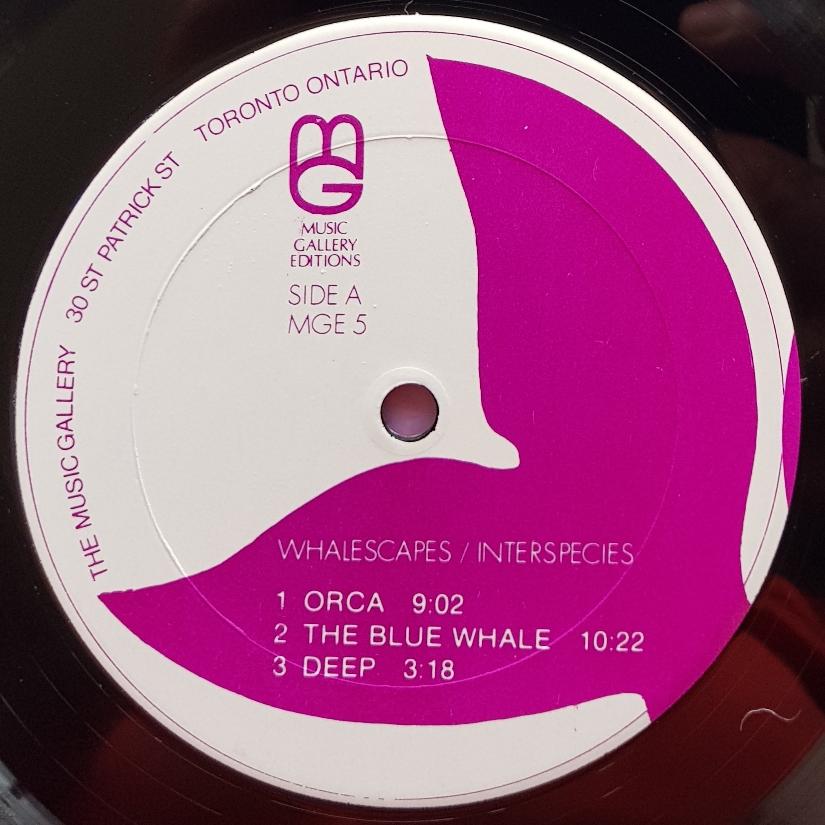 THE MUSIC GALLERY 30 ST PATRICK ST TORONTO ONTARIO
MG
MUSIC
GALLERY
EDITIONS
SIDE A
MGE 5
WHALESCAPES / INTERSPECIES
1 ORCA 9:02
2 THE BLUE WHALE 10:22
3 DEEP 3:18